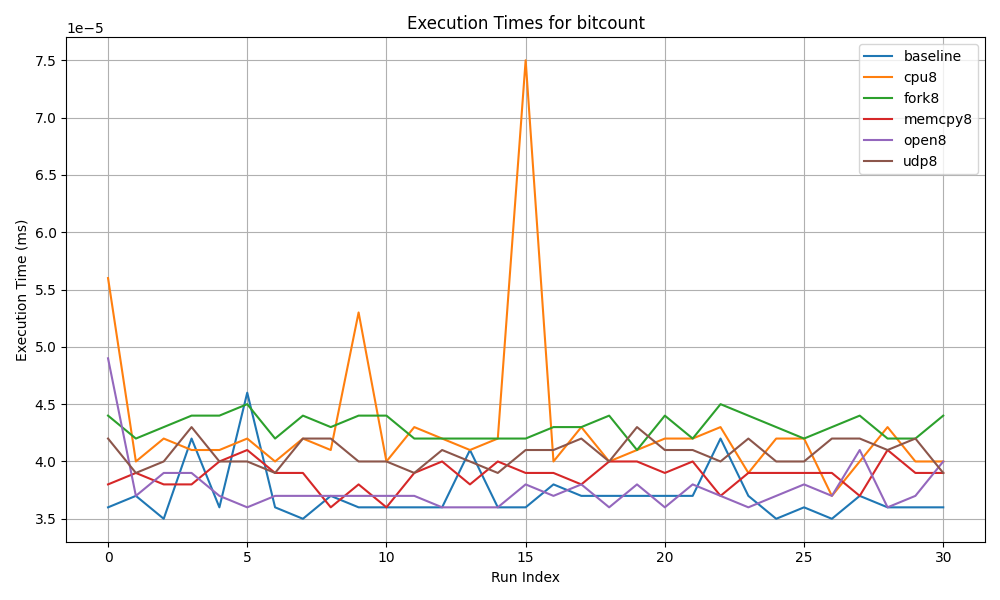 Execution Times for bitcount
1e−5
7.5
7.0
6.5
6.0
5.5
5.0
4.5
4.0
3.5
Execution Time (ms)
0 5 10 15 20 25 30
Run Index
baseline
cpu8
fork8
memcpy8
open8
udp8